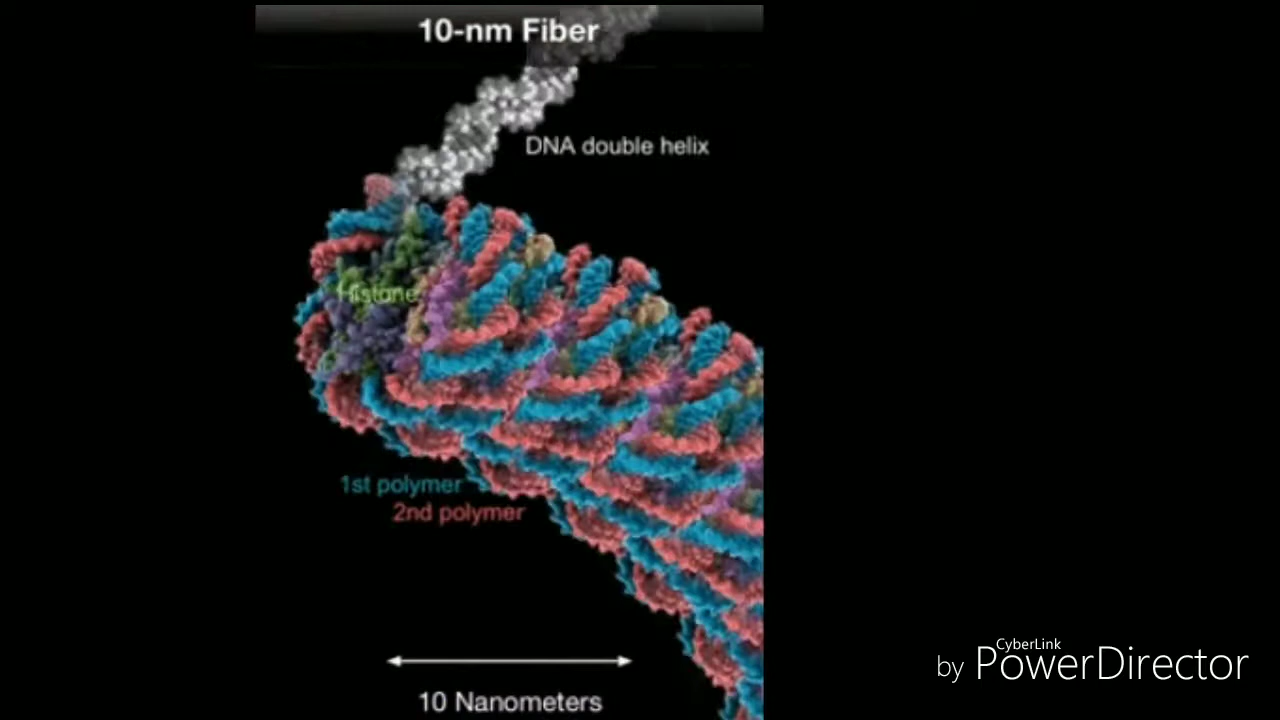 10-nm Fiber
DNA double helix
Histone
1st polymer
2nd polymer
10 Nanometers
CyberLink
by PowerDirector